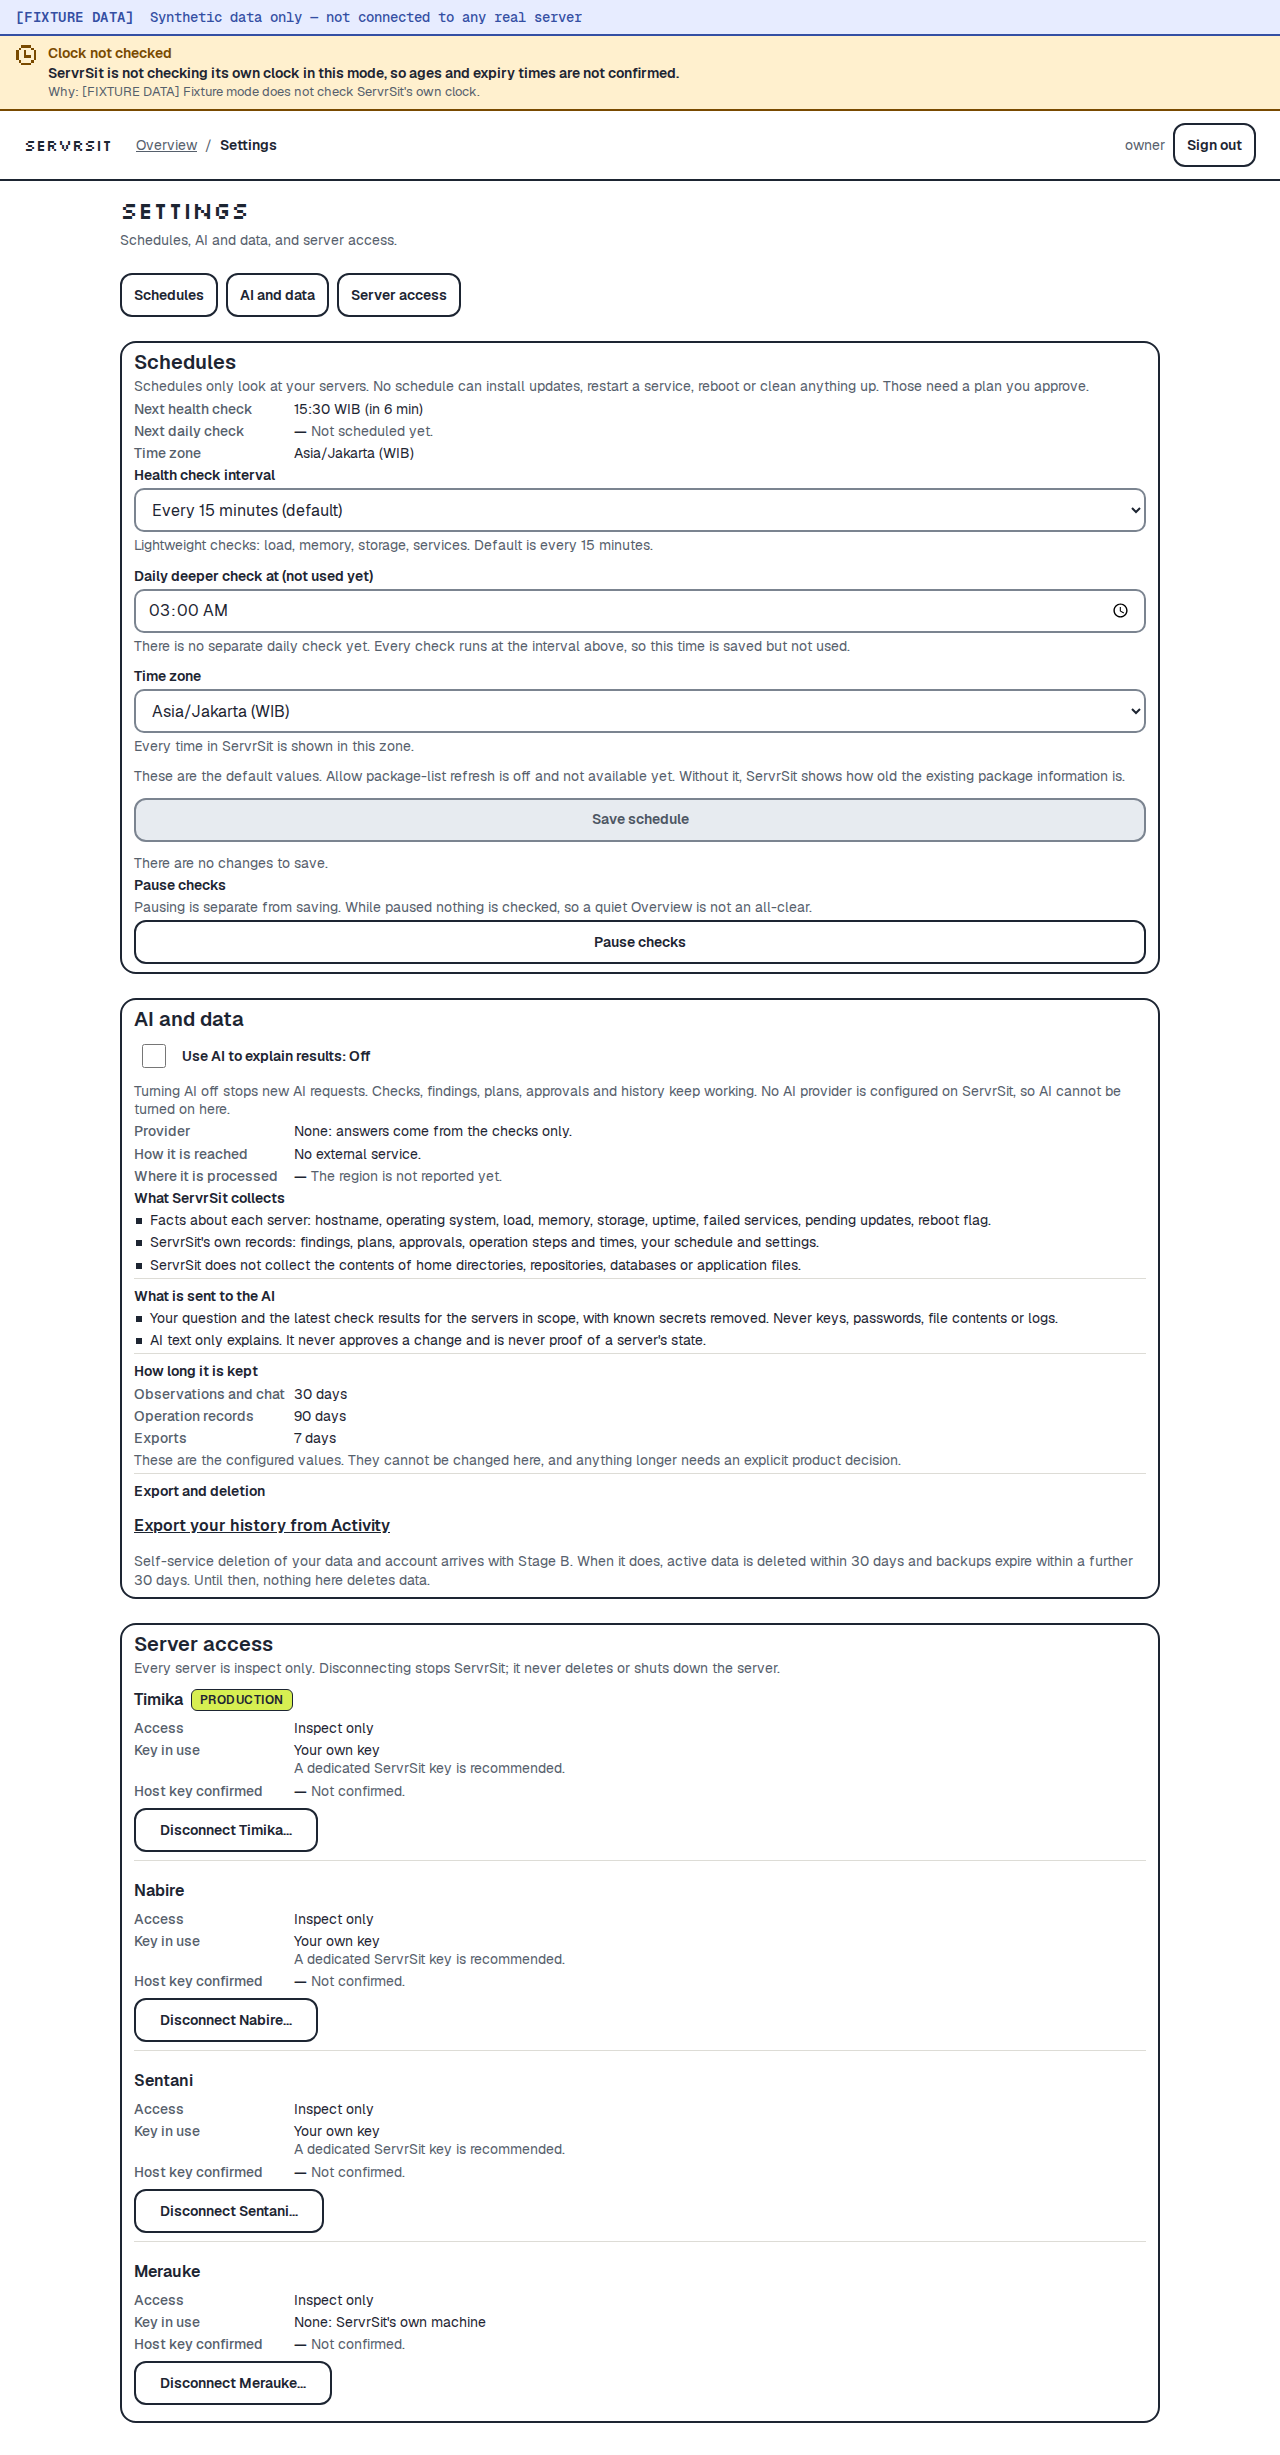 [FIXTURE DATA] Synthetic data only — not connected to any real server
Clock not checked
ServrSit is not checking its own clock in this mode, so ages and expiry times are not confirmed.
Why: [FIXTURE DATA] Fixture mode does not check ServrSit's own clock.
SERVRSIT Overview / Settings owner Sign out
SETTINGS
Schedules, AI and data, and server access.
Schedules AI and data Server access
Schedules
Schedules only look at your servers. No schedule can install updates, restart a service, reboot or clean anything up. Those need a plan you approve.
Next health check 15:30 WIB (in 6 min)
Next daily check — Not scheduled yet.
Time zone Asia/Jakarta (WIB)
Health check interval
Every 15 minutes (default)
Lightweight checks: load, memory, storage, services. Default is every 15 minutes.
Daily deeper check at (not used yet)
03:00 AM
There is no separate daily check yet. Every check runs at the interval above, so this time is saved but not used.
Time zone
Asia/Jakarta (WIB)
Every time in ServrSit is shown in this zone.
These are the default values. Allow package-list refresh is off and not available yet. Without it, ServrSit shows how old the existing package information is.
Save schedule
There are no changes to save.
Pause checks
Pausing is separate from saving. While paused nothing is checked, so a quiet Overview is not an all-clear.
Pause checks
AI and data
Use AI to explain results: Off
Turning AI off stops new AI requests. Checks, findings, plans, approvals and history keep working. No AI provider is configured on ServrSit, so AI cannot be
turned on here.
Provider None: answers come from the checks only.
How it is reached No external service.
Where it is processed — The region is not reported yet.
What ServrSit collects
Facts about each server: hostname, operating system, load, memory, storage, uptime, failed services, pending updates, reboot flag.
ServrSit's own records: findings, plans, approvals, operation steps and times, your schedule and settings.
ServrSit does not collect the contents of home directories, repositories, databases or application files.
What is sent to the AI
Your question and the latest check results for the servers in scope, with known secrets removed. Never keys, passwords, file contents or logs.
AI text only explains. It never approves a change and is never proof of a server's state.
How long it is kept
Observations and chat 30 days
Operation records 90 days
Exports 7 days
These are the configured values. They cannot be changed here, and anything longer needs an explicit product decision.
Export and deletion
Export your history from Activity
Self-service deletion of your data and account arrives with Stage B. When it does, active data is deleted within 30 days and backups expire within a further
30 days. Until then, nothing here deletes data.
Server access
Every server is inspect only. Disconnecting stops ServrSit; it never deletes or shuts down the server.
Timika PRODUCTION
Access Inspect only
Key in use Your own key
A dedicated ServrSit key is recommended.
Host key confirmed — Not confirmed.
Disconnect Timika...
Nabire
Access Inspect only
Key in use Your own key
A dedicated ServrSit key is recommended.
Host key confirmed — Not confirmed.
Disconnect Nabire...
Sentani
Access Inspect only
Key in use Your own key
A dedicated ServrSit key is recommended.
Host key confirmed — Not confirmed.
Disconnect Sentani...
Merauke
Access Inspect only
Key in use None: ServrSit's own machine
Host key confirmed — Not confirmed.
Disconnect Merauke...